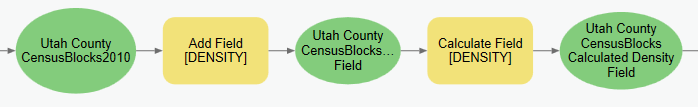 Utah County
CensusBlocks2010
Add Field
[DENSITY]
Utah County
CensusBlocks...
Field
Calculate Field
[DENSITY]
Utah County
CensusBlocks
Calculated Density
Field